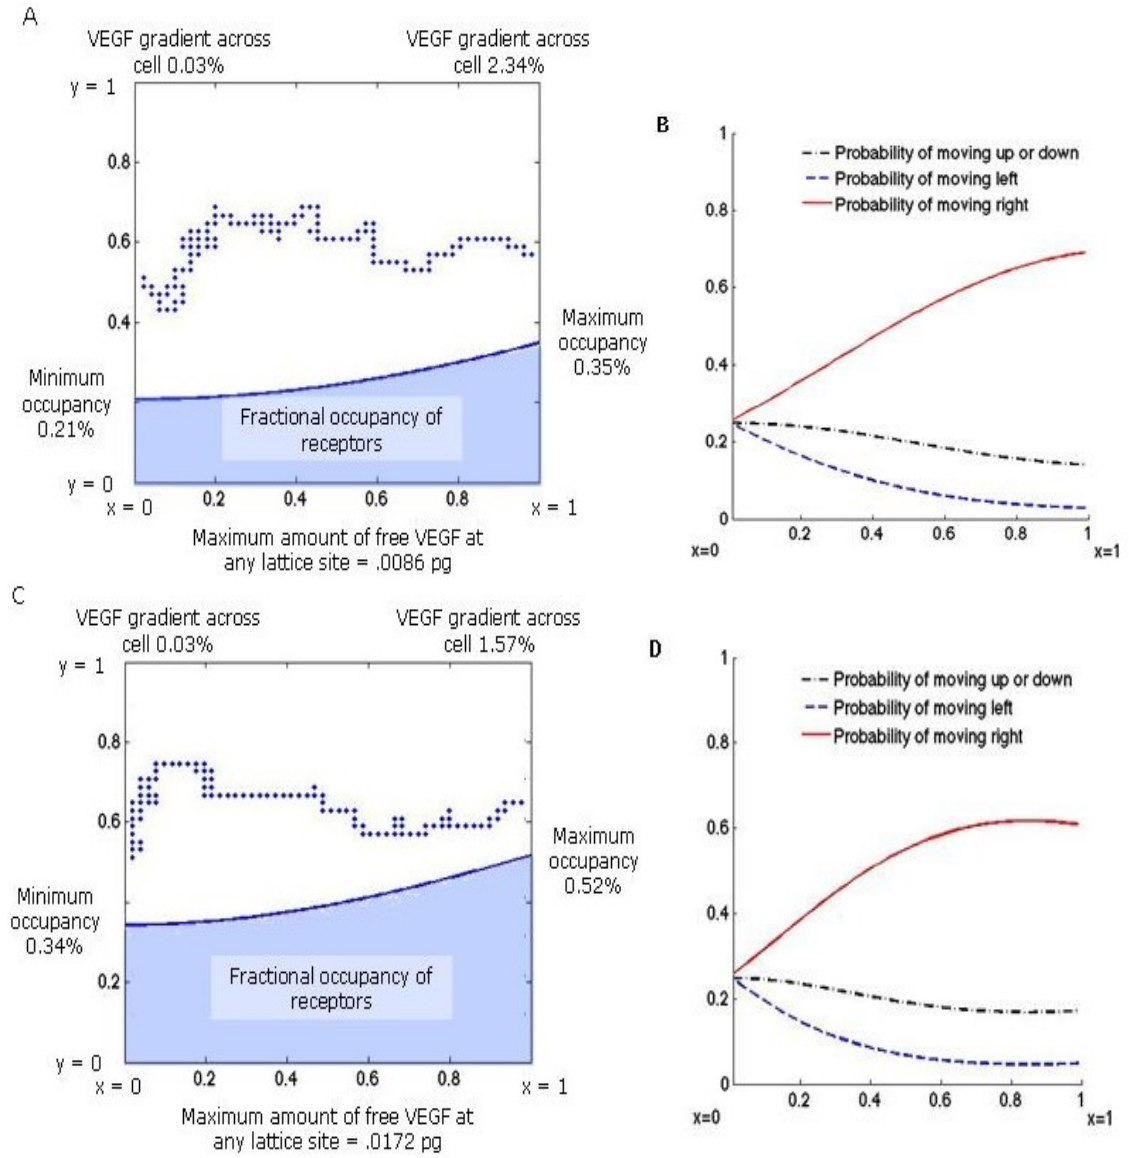 A
VEGF gradient across
cell 0.03%
VEGF gradient across
cell 2.34%
y = 1
0.8
0.6
0.4
Minimum
occupancy
0.21%
Maximum
occupancy
0.35%
Fractional occupancy of
receptors
y = 0
x = 0
0.2
0.4
0.6
0.8
x = 1
Maximum amount of free VEGF at
any lattice site = .0086 pg
B
1
0.8
0.6
0.4
0.2
0
Probability of moving up or down
Probability of moving left
Probability of moving right
x=0
0.2
0.4
0.6
0.8
1
x=1
C
VEGF gradient across
cell 0.03%
VEGF gradient across
cell 1.57%
y = 1
0.8
0.6
0.2
Minimum
occupancy
0.34%
Maximum
occupancy
0.52%
Fractional occupancy of
receptors
y = 0
x = 0
0.2
0.4
0.6
0.8
x = 1
Maximum amount of free VEGF at
any lattice site = .0172 pg
D
1
0.8
0.6
0.4
0.2
0
Probability of moving up or down
Probability of moving left
Probability of moving right
x=0
0.2
0.4
0.6
0.8
1
x=1